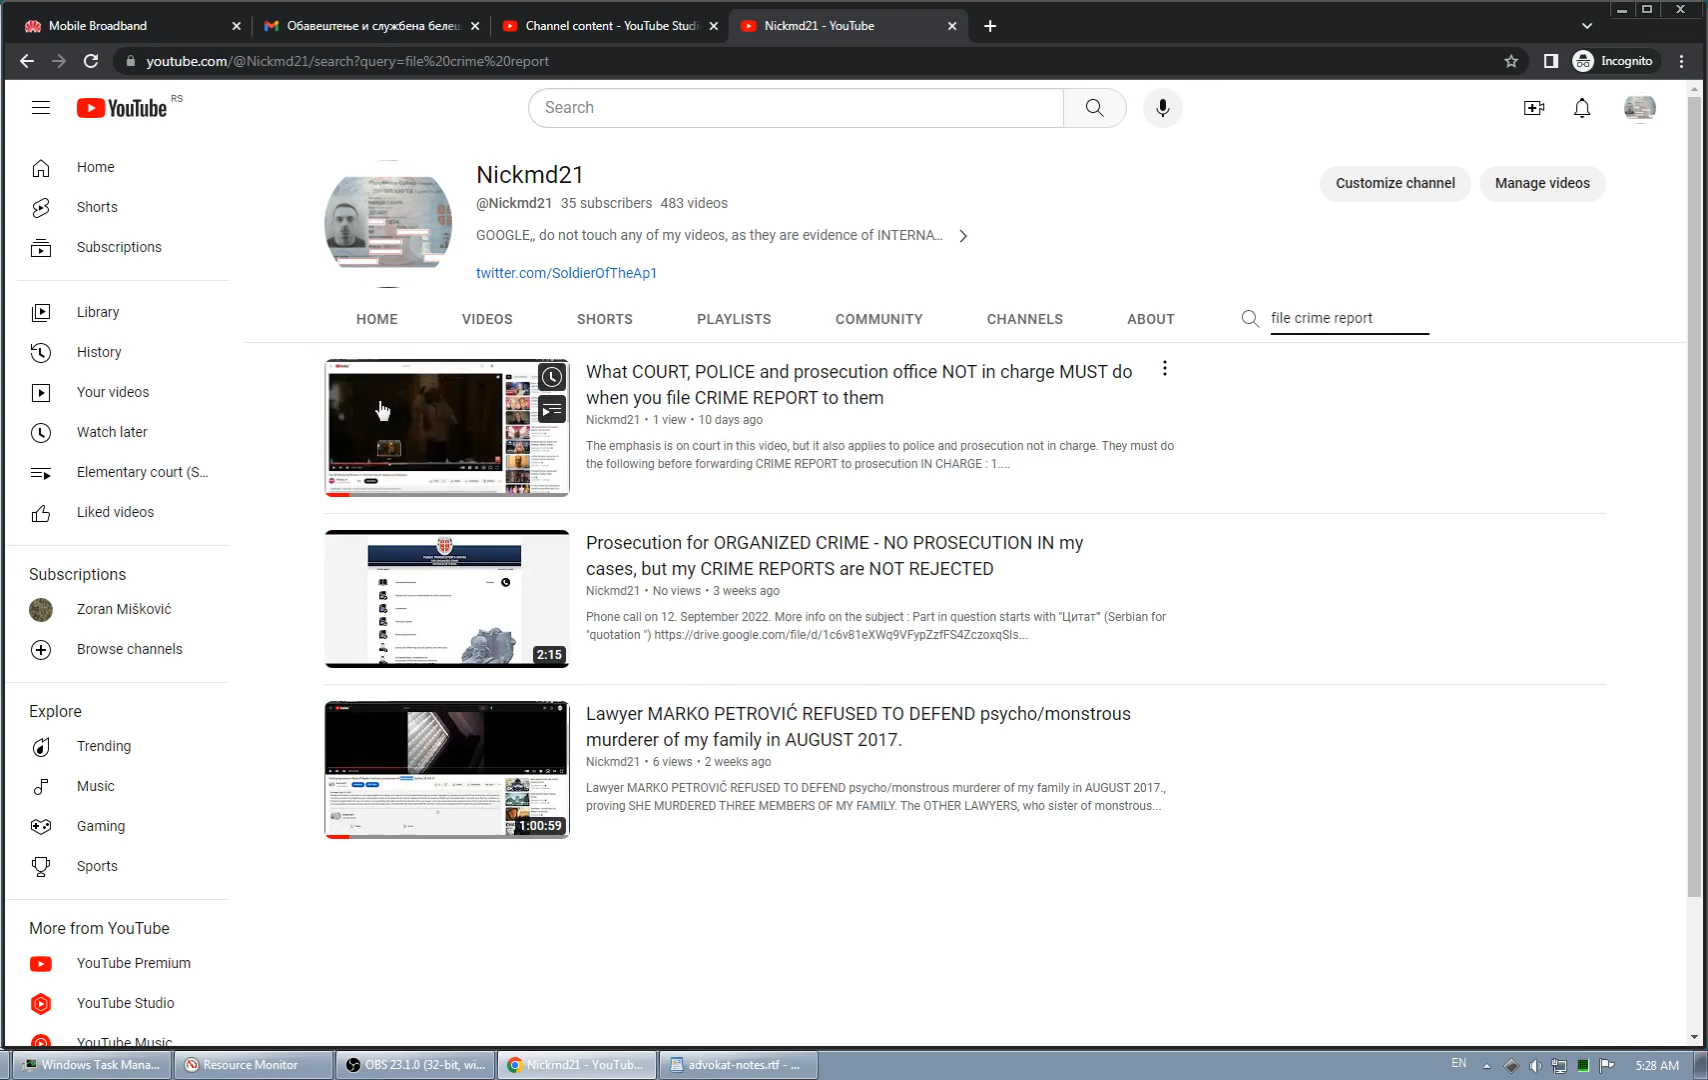 Mobile Broadband
Обавештење и службена белеш
Channel content - YouTube Studi
Nickmd21 - YouTube
youtube.com/@Nickmd21/search?query=file%20crime%20report
Incognito
YouTube RS
Search
Home
Shorts
Subscriptions
Library
History
Your videos
Watch later
Elementary court (S...
Liked videos
Subscriptions
Zoran Mišković
Browse channels
Explore
Trending
Music
Gaming
Sports
More from YouTube
YouTube Premium
YouTube Studio
YouTube Music
Nickmd21
@Nickmd21 35 subscribers 483 videos
GOOGLE,, do not touch any of my videos, as they are evidence of INTERNA...
twitter.com/SoldierOfTheAp1
Customize channel
Manage videos
HOME VIDEOS SHORTS PLAYLISTS COMMUNITY CHANNELS ABOUT file crime report
What COURT, POLICE and prosecution office NOT in charge MUST do
when you file CRIME REPORT to them
Nickmd21 • 1 view • 10 days ago
The emphasis is on court in this video, but it also applies to police and prosecution not in charge. They must do
the following before forwarding CRIME REPORT to prosecution IN CHARGE : 1....
2:15
Prosecution for ORGANIZED CRIME - NO PROSECUTION IN my
cases, but my CRIME REPORTS are NOT REJECTED
Nickmd21 • No views • 3 weeks ago
Phone call on 12. September 2022. More info on the subject : Part in question starts with "Цитат" (Serbian for
"quotation ") https://drive.google.com/file/d/1c6v81eXWq9VFypZzfFS4ZczoxqSIs...
1:00:59
Lawyer MARKO PETROVIĆ REFUSED TO DEFEND psycho/monstrous
murderer of my family in AUGUST 2017.
Nickmd21 • 6 views • 2 weeks ago
Lawyer MARKO PETROVIĆ REFUSED TO DEFEND psycho/monstrous murderer of my family in AUGUST 2017.,
proving SHE MURDERED THREE MEMBERS OF MY FAMILY. The OTHER LAWYERS, who sister of monstrous...
Windows Task Mana...
Resource Monitor
OBS 23.1.0 (32-bit, wi...
Nickmd21 - YouTub...
advokat-notes.rtf - ...
EN
5:28 AM